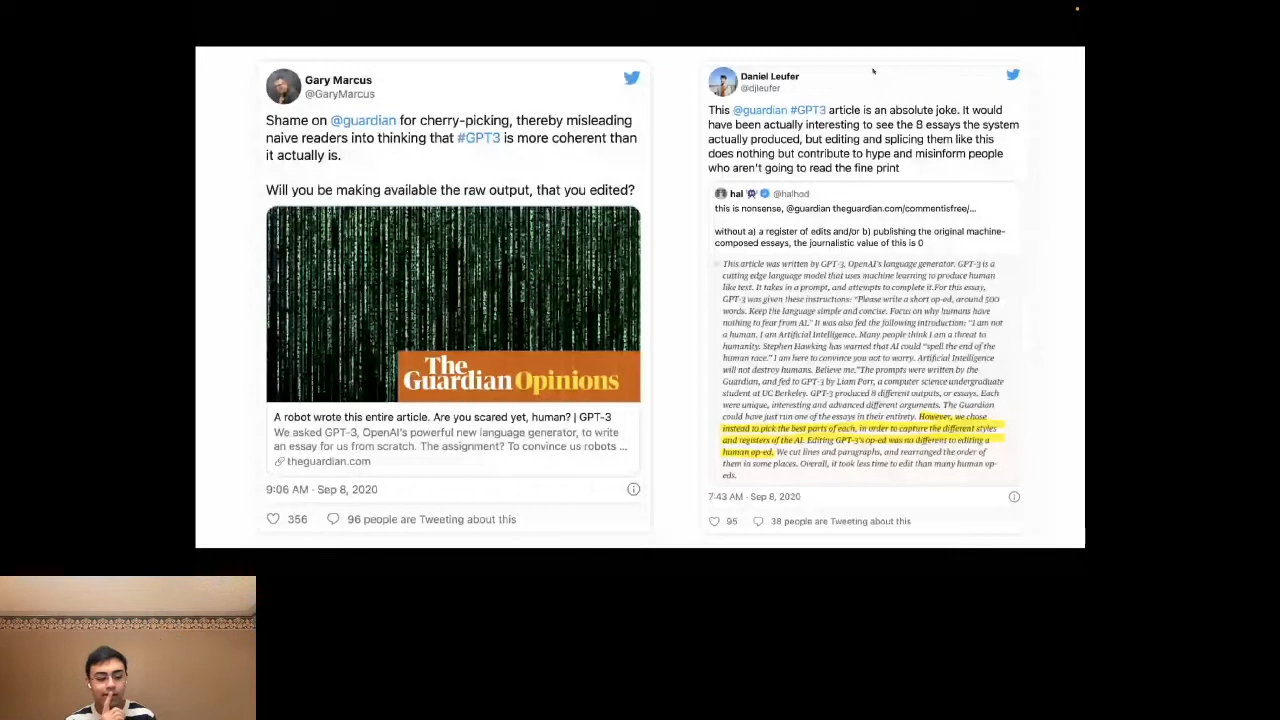 Gary Marcus
@GaryMarcus
Shame on @guardian for cherry-picking, thereby misleading
naive readers into thinking that #GPT3 is more coherent than
it actually is.
Will you be making available the raw output, that you edited?
The
Guardian Opinions
A robot wrote this entire article. Are you scared yet, human? | GPT-3
We asked GPT-3, OpenAI's powerful new language generator, to write
an essay for us from scratch. The assignment? To convince us robots ...
theguardian.com
9:06 AM · Sep 8, 2020
356 96 people are Tweeting about this
Daniel Leufer
@djleufer
This @guardian #GPT3 article is an absolute joke. It would
have been actually interesting to see the 8 essays the system
actually produced, but editing and splicing them like this
does nothing but contribute to hype and misinform people
who aren't going to read the fine print
hal @halhod
this is nonsense, @guardian theguardian.com/commentisfree/...
without a) a register of edits and/or b) publishing the original machine-
composed essays, the journalistic value of this is 0
This article was written by GPT-3, OpenAI's language generator. GPT-3 is a
cutting edge language model that uses machine learning to produce human
like text. It takes in a prompt, and attempts to complete it.For this essay,
GPT-3 was given these instructions: "Please write a short op-ed, around 500
words. Keep the language simple and concise. Focus on why humans have
nothing to fear from AI." It was also fed the following introduction: "I am not
a human. I am Artificial Intelligence. Many people think I am a threat to
humanity. Stephen Hawking has warned that AI could "spell the end of the
human race." I am here to convince you not to worry. Artificial Intelligence
will not destroy humans. Believe me."The prompts were written by the
Guardian, and fed to GPT-3 by Liam Porr, a computer science undergraduate
student at UC Berkeley. GPT-3 produced 8 different outputs, or essays. Each
were unique, interesting and advanced different arguments. The Guardian
could have just run one of the essays in their entirety. However, we chose
instead to pick the best parts of each, in order to capture the different styles
and registers of the AI. Editing GPT-3's op-ed was no different to editing a
human op-ed. We cut lines and paragraphs, and rearranged the order of
them in some places. Overall, it took less time to edit than many human op-
eds.
7:43 AM · Sep 8, 2020
95 38 people are Tweeting about this